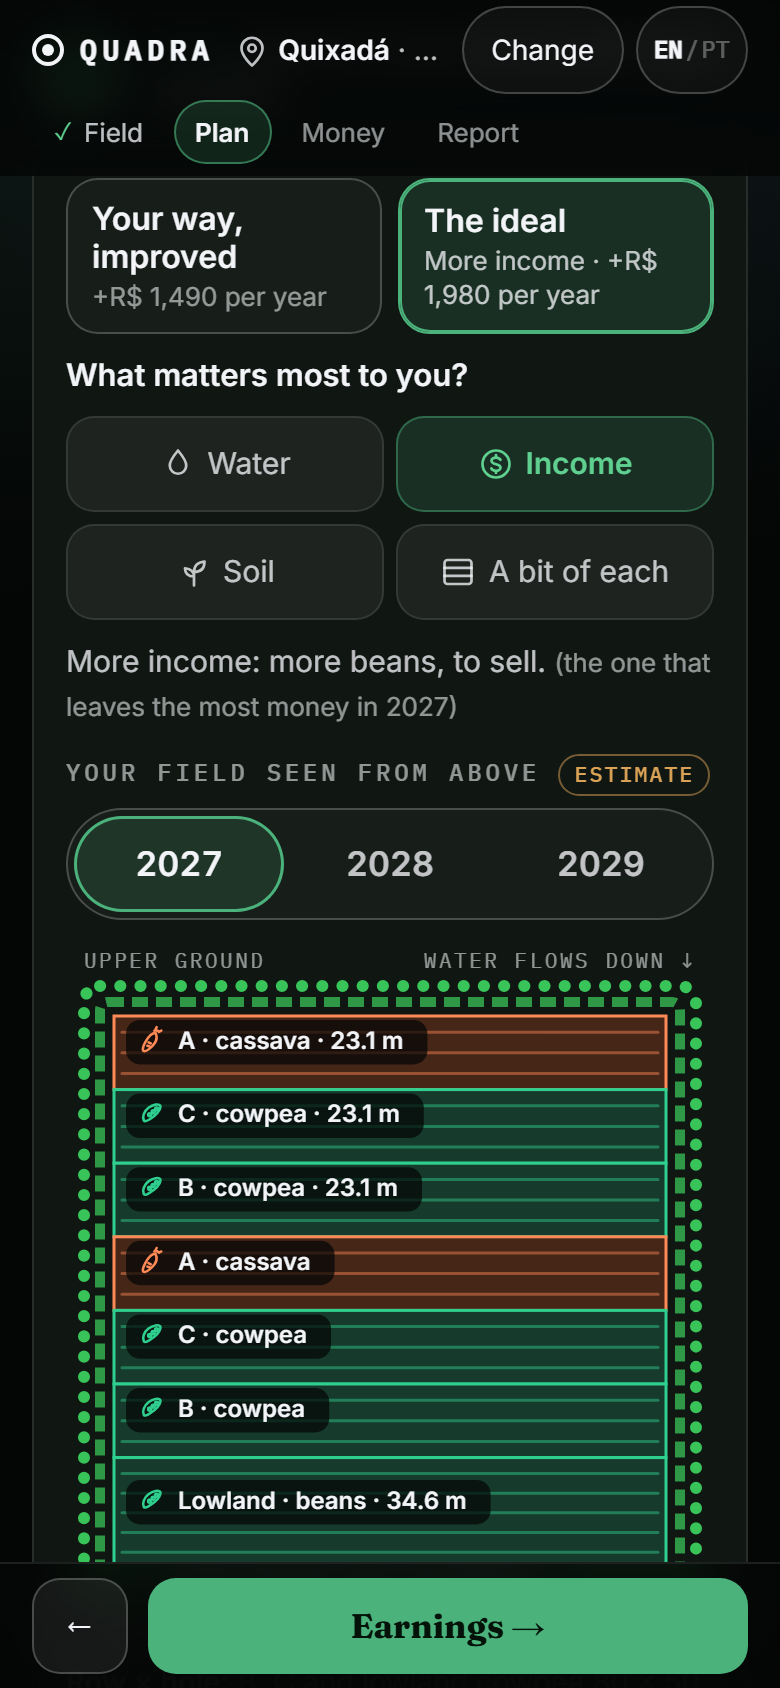 QUADRA
Quixadá · ...
Change
EN/PT
✓ Field
Plan
Money
Report
Your way,
improved
+R$ 1,490 per year
The ideal
More income · +R$
1,980 per year
What matters most to you?
Water
Income
Soil
A bit of each
More income: more beans, to sell. (the one that
leaves the most money in 2027)
YOUR FIELD SEEN FROM ABOVE
ESTIMATE
2027
2028
2029
UPPER GROUND
WATER FLOWS DOWN ↓
A · cassava · 23.1 m
C · cowpea · 23.1 m
B · cowpea · 23.1 m
A · cassava
C · cowpea
B · cowpea
Lowland · beans · 34.6 m
←
Earnings →